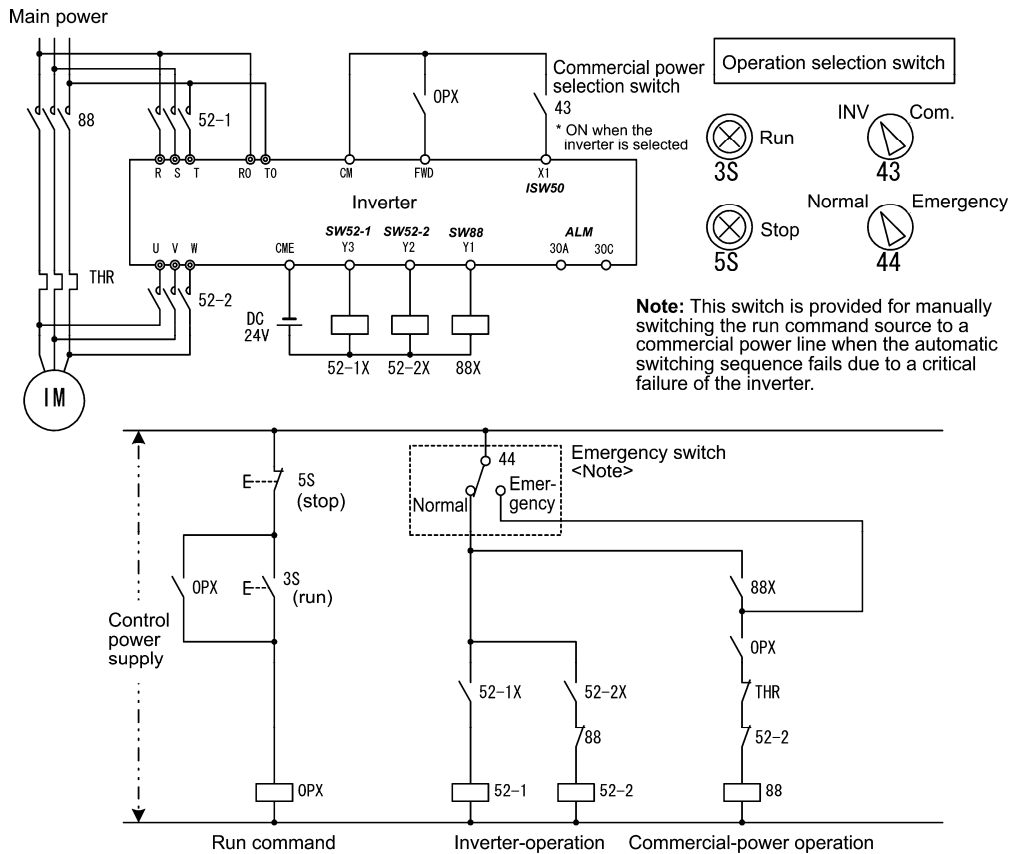 Main power
88
52-1
OPX
Commercial power
selection switch
43
* ON when the
inverter is selected
Operation selection switch
Run
3S
INV
Com.
43
Stop
5S
Normal
Emergency
44
R S T R0 T0 CM FWD X1
ISW50
Inverter
SW52-1 SW52-2 SW88 ALM
U V W CME Y3 Y2 Y1 30A 30C
THR
52-2
DC
24V
52-1X
52-2X
88X
IM
Note: This switch is provided for manually
switching the run command source to a
commercial power line when the automatic
switching sequence fails due to a critical
failure of the inverter.
44
Emergency switch
<Note>
5S
(stop)
Normal
Emer-
gency
OPX
3S
(run)
88X
Control
power
supply
OPX
52-1X
52-2X
THR
88
52-2
OPX
52-1
52-2
88
Run command
Inverter-operation
Commercial-power operation